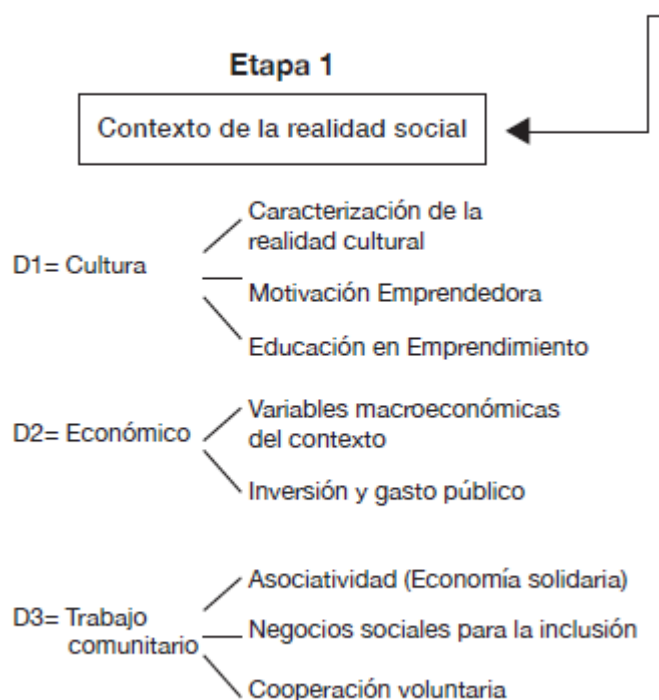 Etapa 1
Contexto de la realidad social
Caracterización de la
realidad cultural
D1= Cultura
Motivación Emprendedora
Educación en Emprendimiento
Variables macroeconómicas
del contexto
D2= Económico
Inversión y gasto público
Asociatividad (Economía solidaria)
D3= Trabajo
comunitario
Negocios sociales para la inclusión
Cooperación voluntaria